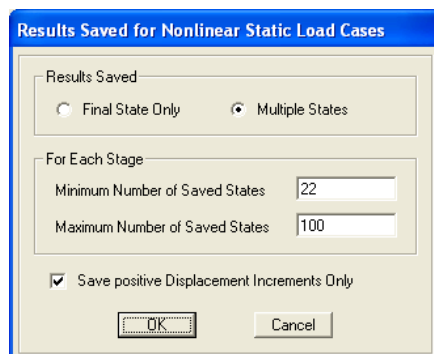 Results Saved for Nonlinear Static Load Cases
Results Saved
Final State Only Multiple States
For Each Stage
Minimum Number of Saved States 22
Maximum Number of Saved States 100
Save positive Displacement Increments Only
OK Cancel